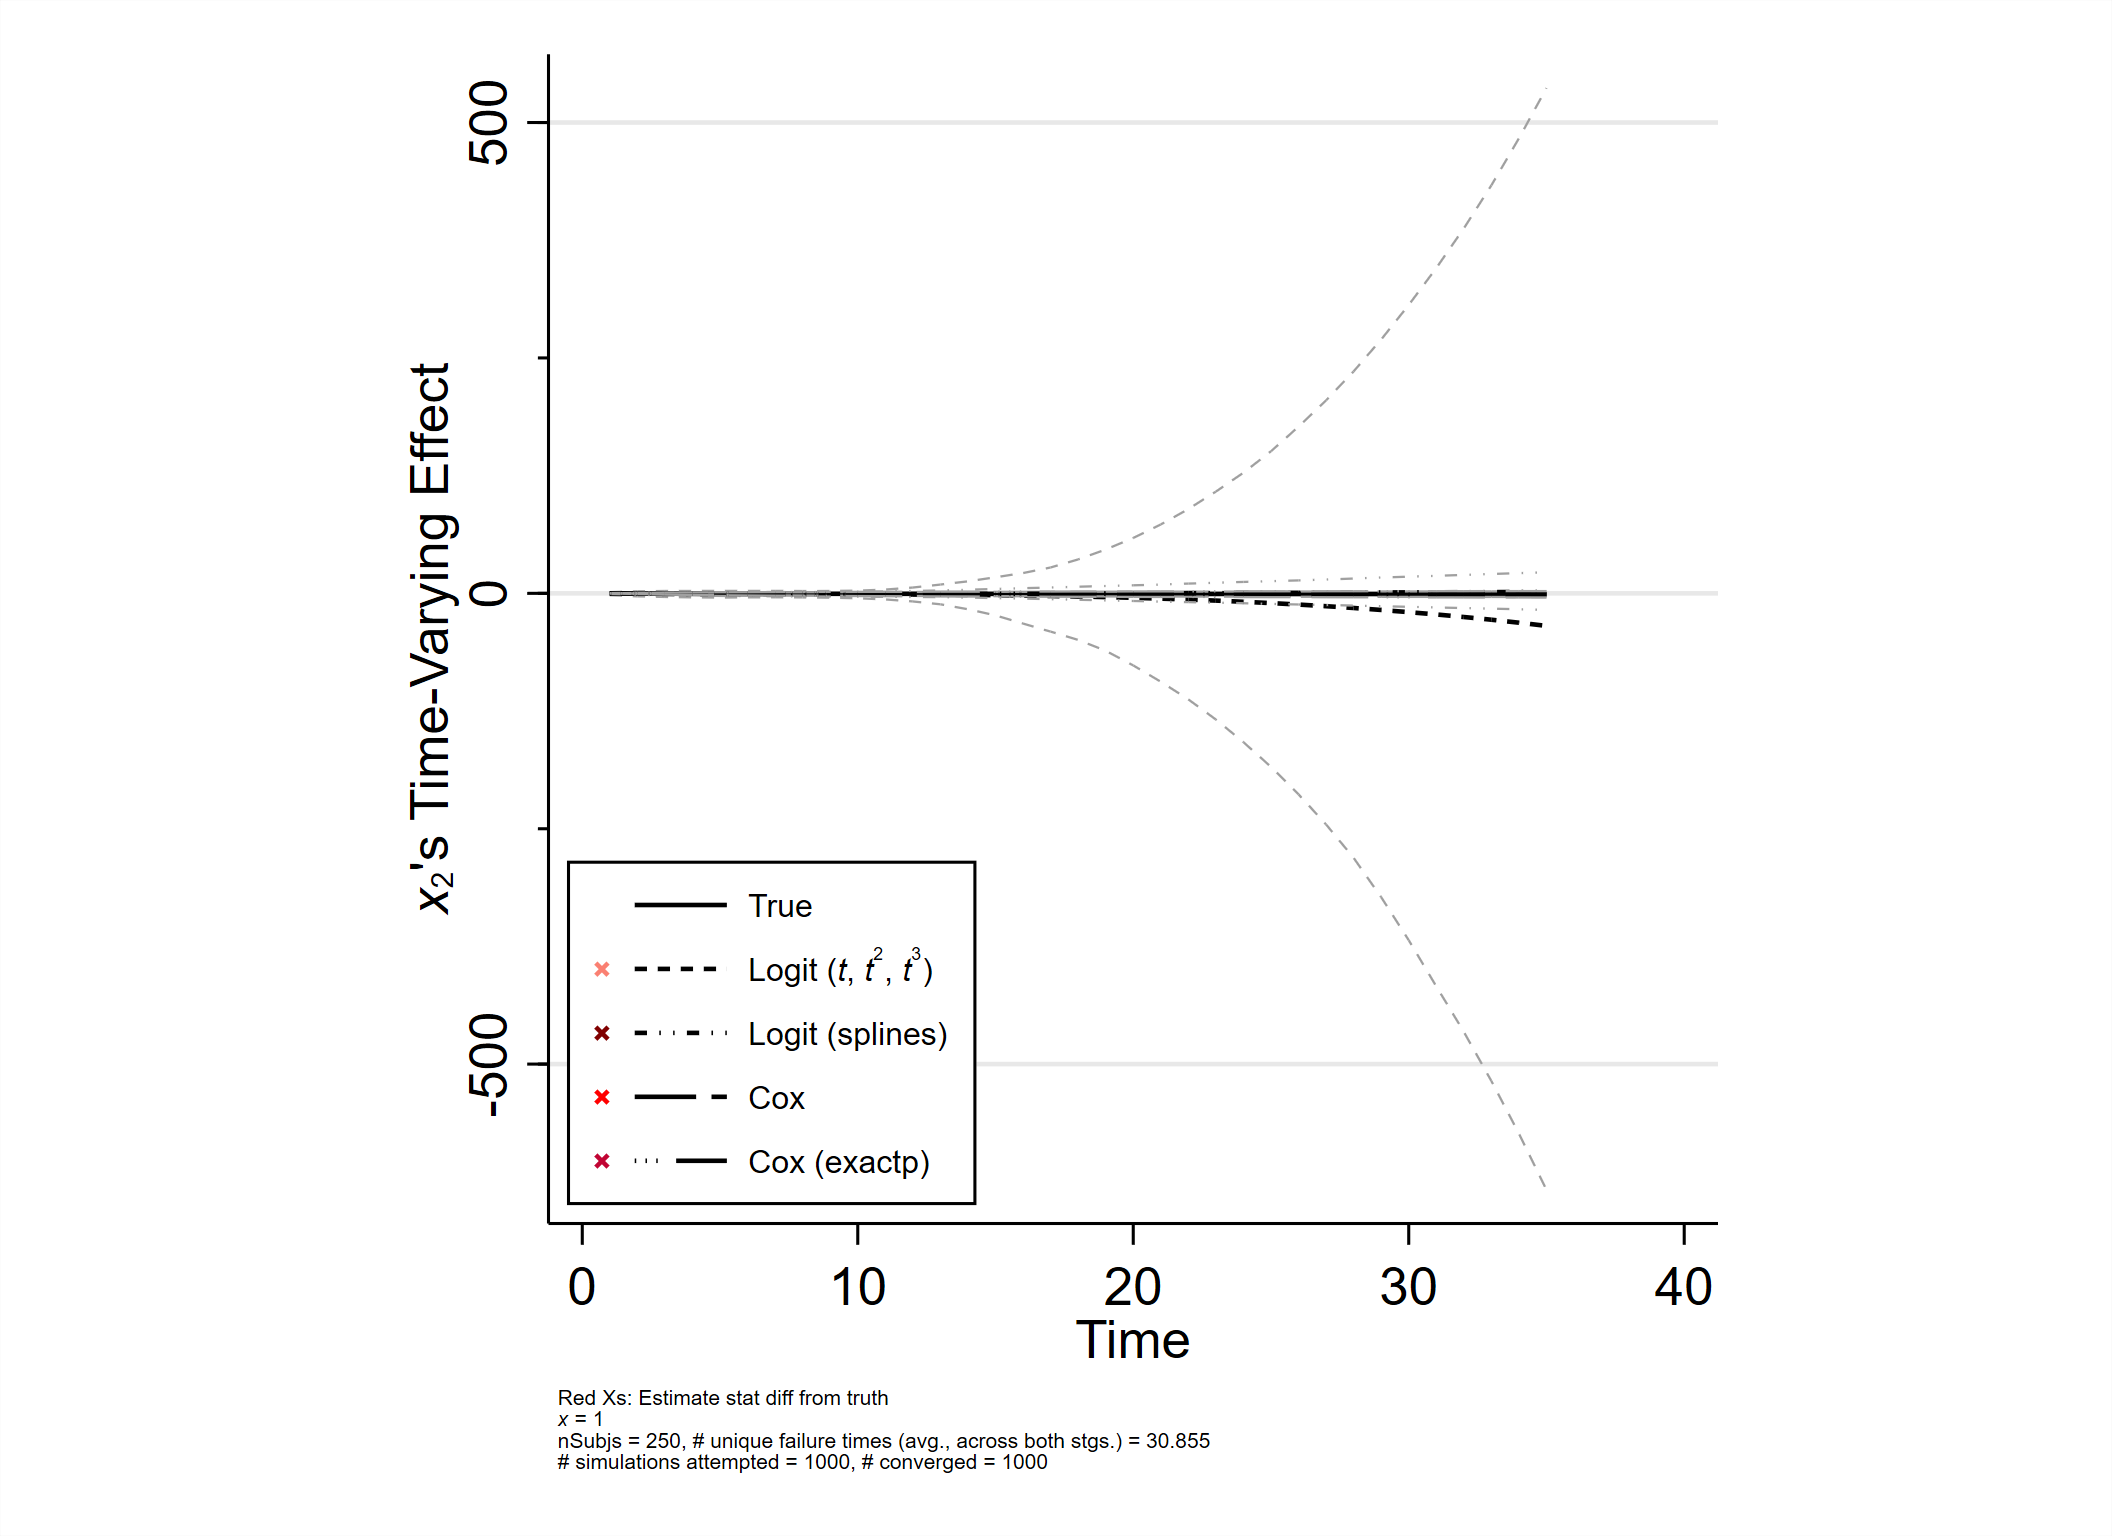 500
0
-500
x₂'s Time-Varying Effect
True
Logit (t, t², t³)
Logit (splines)
Cox
Cox (exactp)
0 10 20 30 40
Time
Red Xs: Estimate stat diff from truth
x = 1
nSubjs = 250, # unique failure times (avg., across both stgs.) = 30.855
# simulations attempted = 1000, # converged = 1000